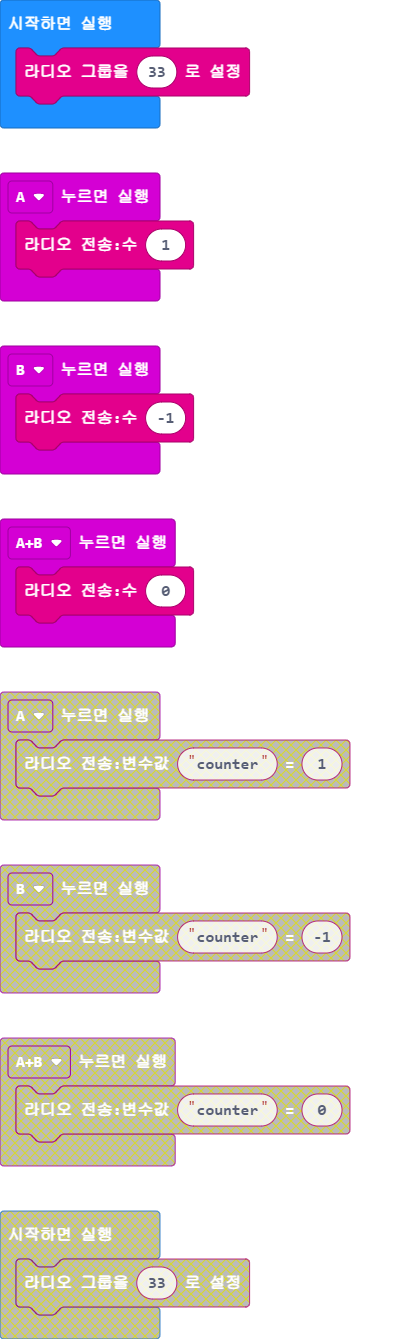 시작하면 실행
라디오 그룹을 33 로 설정
A 누르면 실행
라디오 전송:수 1
B 누르면 실행
라디오 전송:수 -1
A+B 누르면 실행
라디오 전송:수 0
A 누르면 실행
라디오 전송:변수값 "counter" = 1
B 누르면 실행
라디오 전송:변수값 "counter" = -1
A+B 누르면 실행
라디오 전송:변수값 "counter" = 0
시작하면 실행
라디오 그룹을 33 로 설정